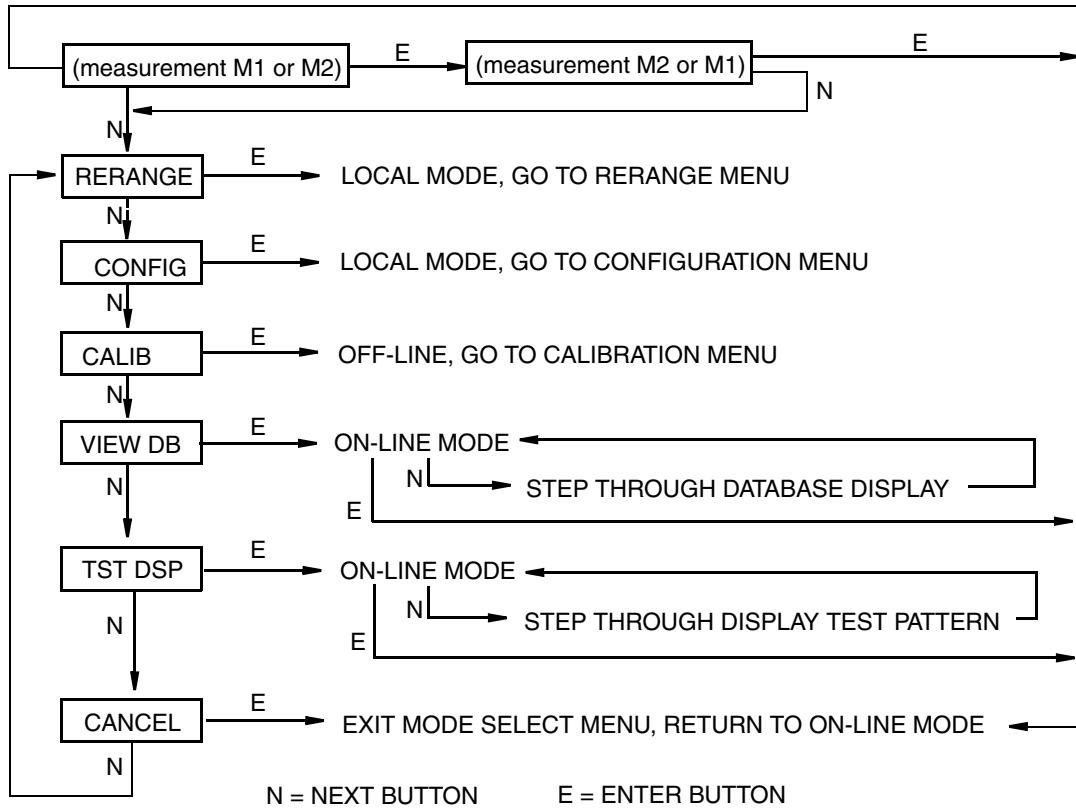 E
(measurement M1 or M2)
E
(measurement M2 or M1)
N
N
RERANGE
E
LOCAL MODE, GO TO RERANGE MENU
N
CONFIG
E
LOCAL MODE, GO TO CONFIGURATION MENU
N
CALIB
E
OFF-LINE, GO TO CALIBRATION MENU
N
VIEW DB
E
ON-LINE MODE
N
STEP THROUGH DATABASE DISPLAY
E
N
TST DSP
E
ON-LINE MODE
N
STEP THROUGH DISPLAY TEST PATTERN
E
N
CANCEL
E
EXIT MODE SELECT MENU, RETURN TO ON-LINE MODE
N
N = NEXT BUTTON E = ENTER BUTTON